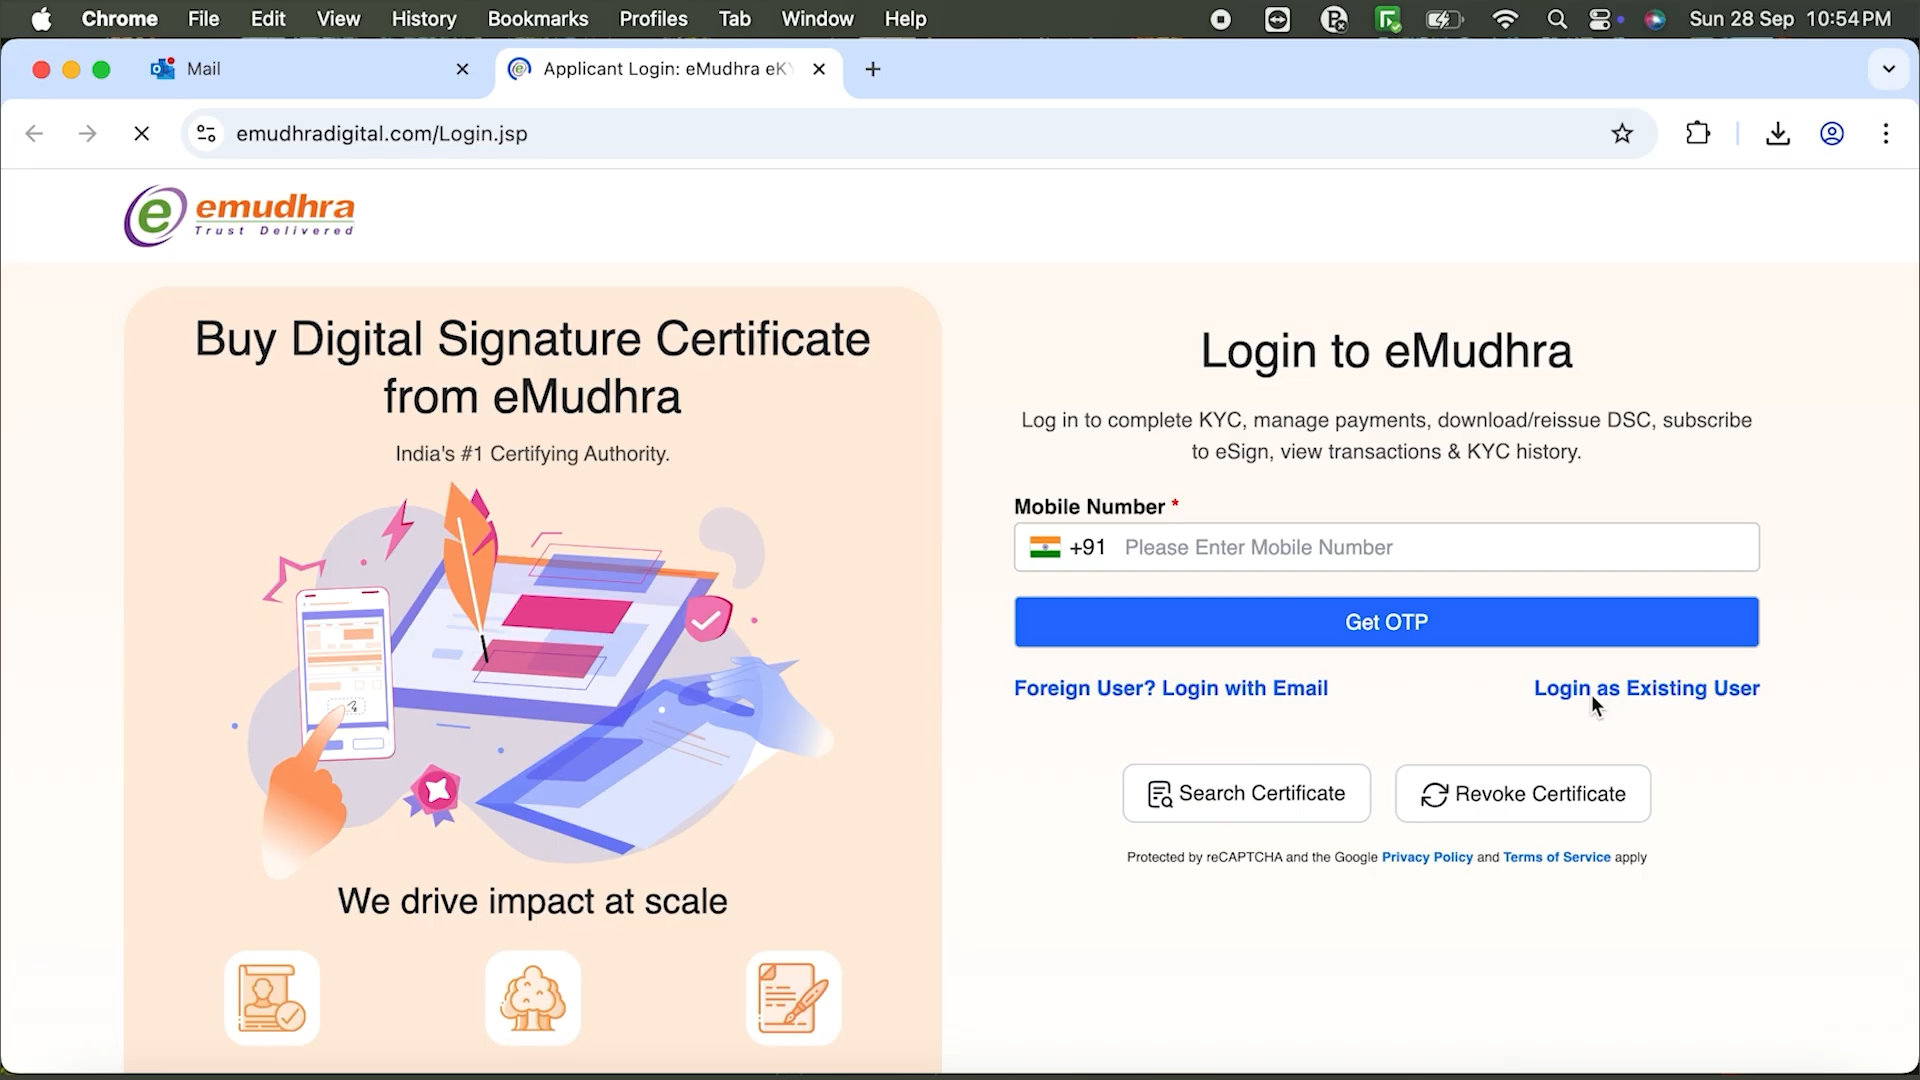 Chrome File Edit View History Bookmarks Profiles Tab Window Help Sun 28 Sep 10:54 PM
Mail
Applicant Login: eMudhra eK
emudhradigital.com/Login.jsp
emudhra
Trust Delivered
Buy Digital Signature Certificate
from eMudhra
India's #1 Certifying Authority.
We drive impact at scale
Login to eMudhra
Log in to complete KYC, manage payments, download/reissue DSC, subscribe
to eSign, view transactions & KYC history.
Mobile Number *
+91 Please Enter Mobile Number
Get OTP
Foreign User? Login with Email
Login as Existing User
Search Certificate
Revoke Certificate
Protected by reCAPTCHA and the Google Privacy Policy and Terms of Service apply